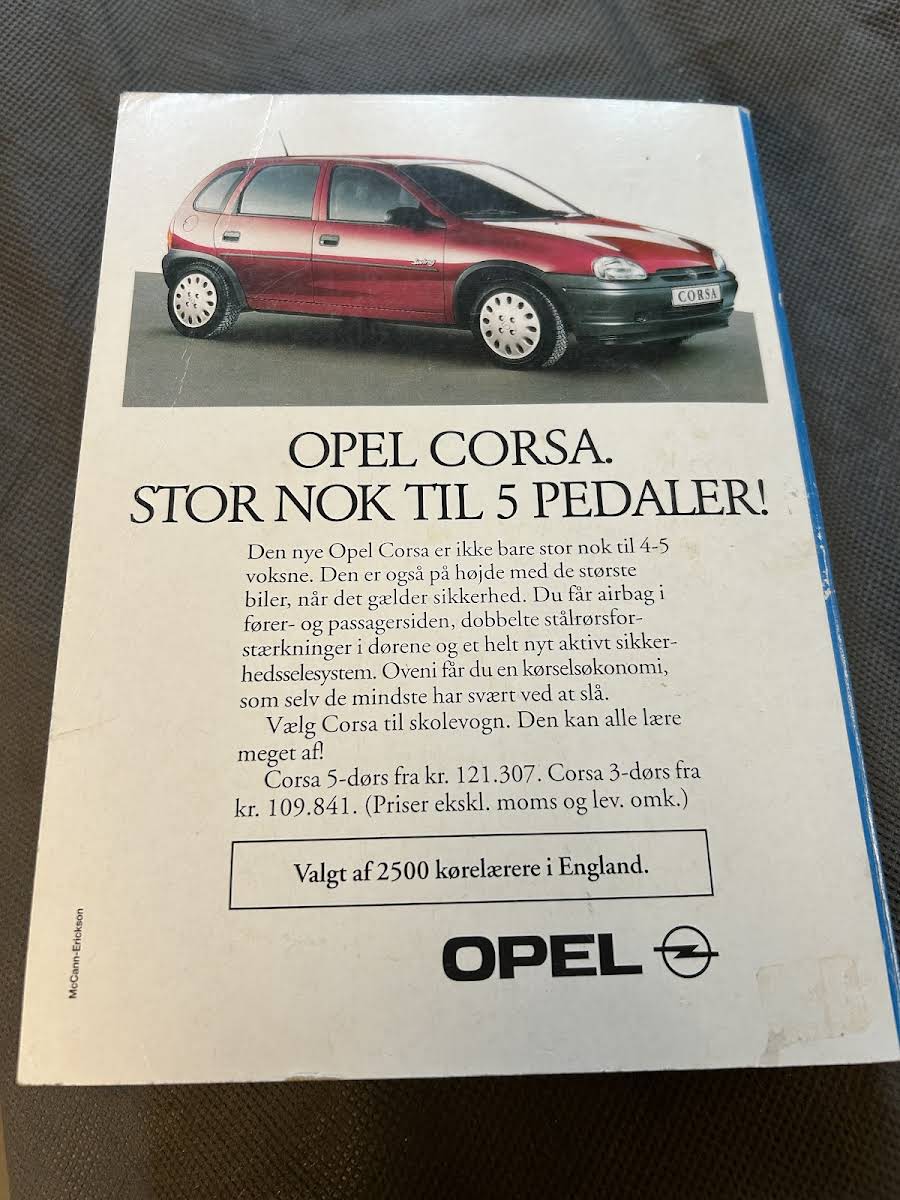 CORSA
OPEL CORSA.
STOR NOK TIL 5 PEDALER!
Den nye Opel Corsa er ikke bare stor nok til 4-5
voksne. Den er også på højde med de største
biler, når det gælder sikkerhed. Du får airbag i
fører- og passagersiden, dobbelte stålrørsfor-
stærkninger i dørene og et helt nyt aktivt sikker-
hedsselesystem. Oveni får du en kørselsøkonomi,
som selv de mindste har svært ved at slå.
Vælg Corsa til skolevogn. Den kan alle lære
meget af!
Corsa 5-dørs fra kr. 121.307. Corsa 3-dørs fra
kr. 109.841. (Priser ekskl. moms og lev. omk.)
Valgt af 2500 kørelærere i England.
OPEL
McCann-Erickson